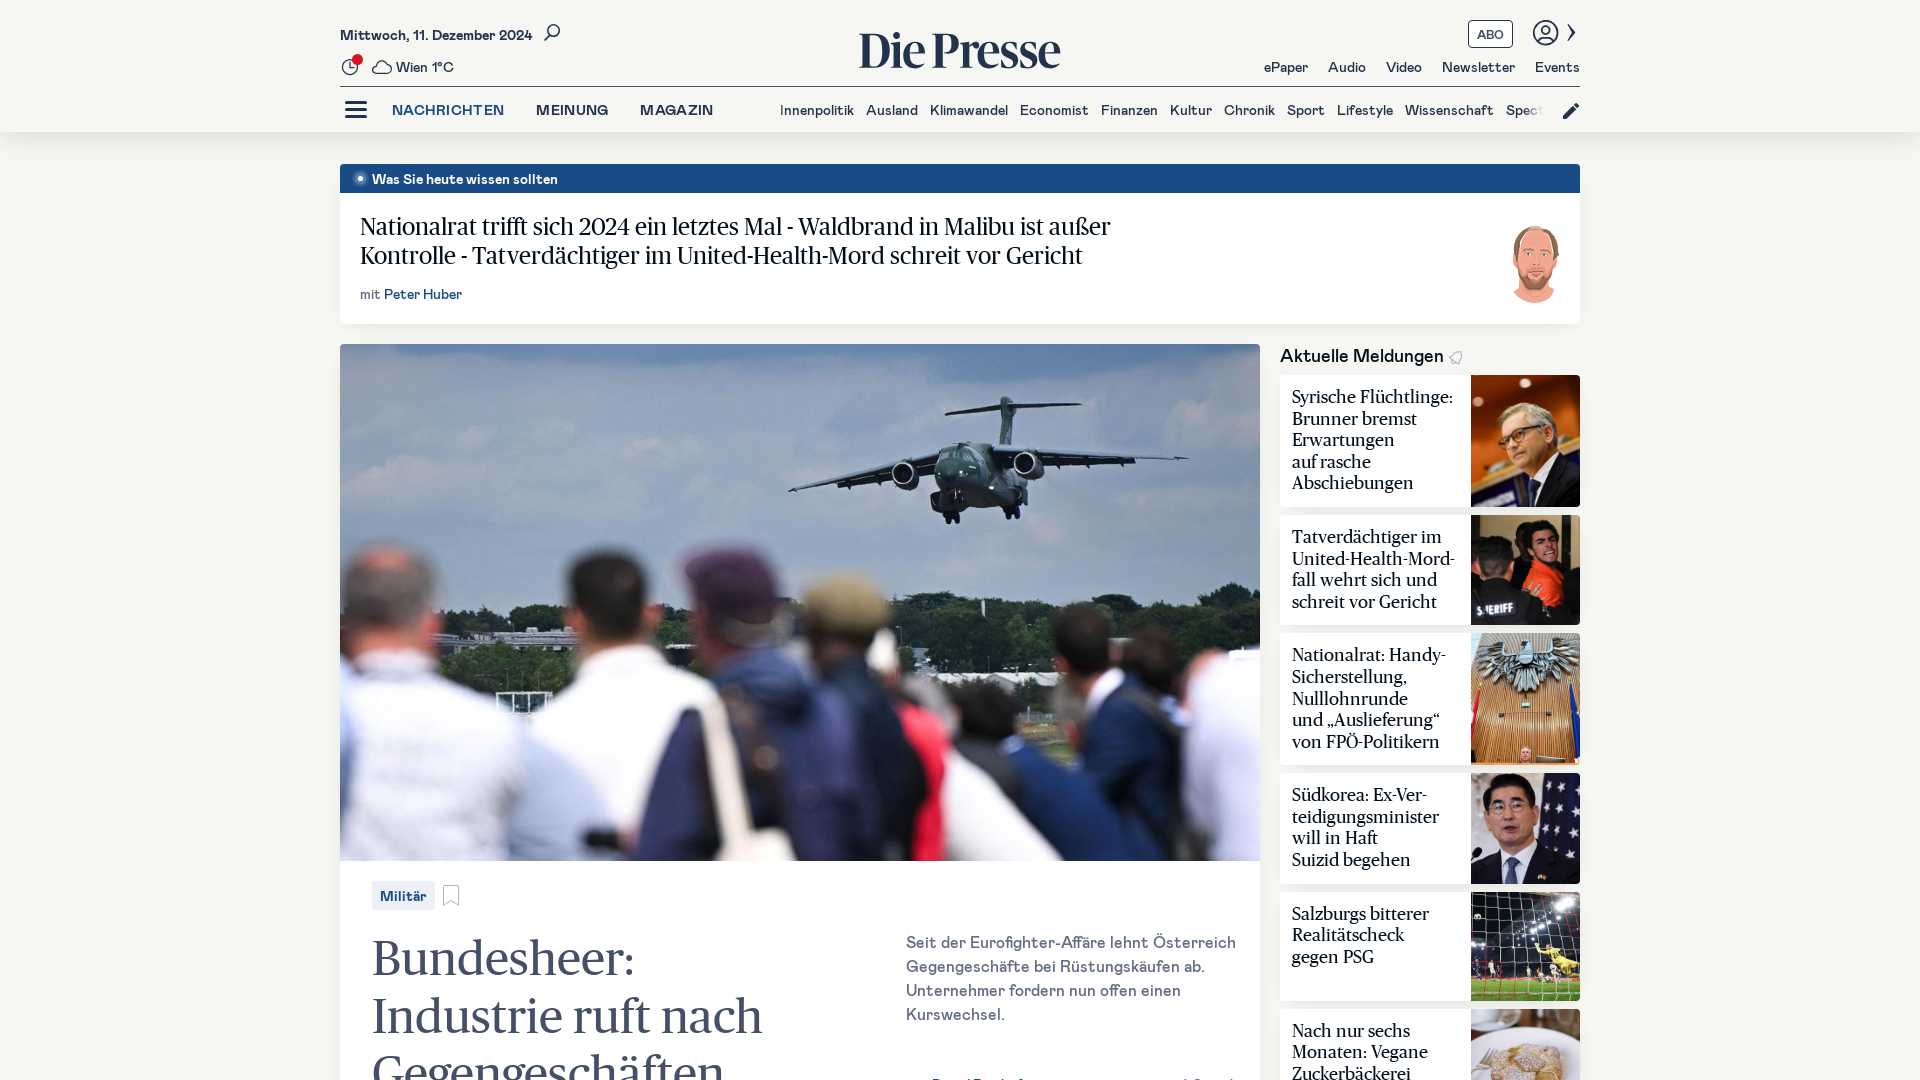 Mittwoch, 11. Dezember 2024
Wien 1°C
Die Presse
ABO
ePaper
Audio
Video
Newsletter
Events
NACHRICHTEN
MEINUNG
MAGAZIN
Innenpolitik
Ausland
Klimawandel
Economist
Finanzen
Kultur
Chronik
Sport
Lifestyle
Wissenschaft
Spect
Was Sie heute wissen sollten
Nationalrat trifft sich 2024 ein letztes Mal - Waldbrand in Malibu ist außer
Kontrolle - Tatverdächtiger im United-Health-Mord schreit vor Gericht
mit Peter Huber
Militär
Bundesheer:
Industrie ruft nach
Gegengeschäften
Seit der Eurofighter-Affäre lehnt Österreich
Gegengeschäfte bei Rüstungskäufen ab.
Unternehmer fordern nun offen einen
Kurswechsel.
Aktuelle Meldungen
Syrische Flüchtlinge:
Brunner bremst
Erwartungen
auf rasche
Abschiebungen
Tatverdächtiger im
United-Health-Mord-
fall wehrt sich und
schreit vor Gericht
SHERIFF
Nationalrat: Handy-
Sicherstellung,
Nulllohnrunde
und „Auslieferung“
von FPÖ-Politikern
Südkorea: Ex-Ver-
teidigungsminister
will in Haft
Suizid begehen
Salzburgs bitterer
Realitätscheck
gegen PSG
Nach nur sechs
Monaten: Vegane
Zuckerbäckerei